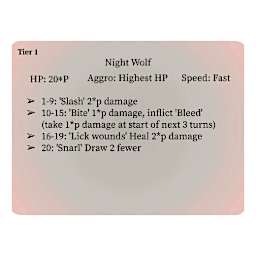 Tier 1
Night Wolf
HP: 20*P Aggro: Highest HP Speed: Fast
➢ 1-9: 'Slash' 2*p damage
➢ 10-15: 'Bite' 1*p damage, inflict 'Bleed'
(take 1*p damage at start of next 3 turns)
➢ 16-19: 'Lick wounds' Heal 2*p damage
➢ 20: 'Snarl' Draw 2 fewer